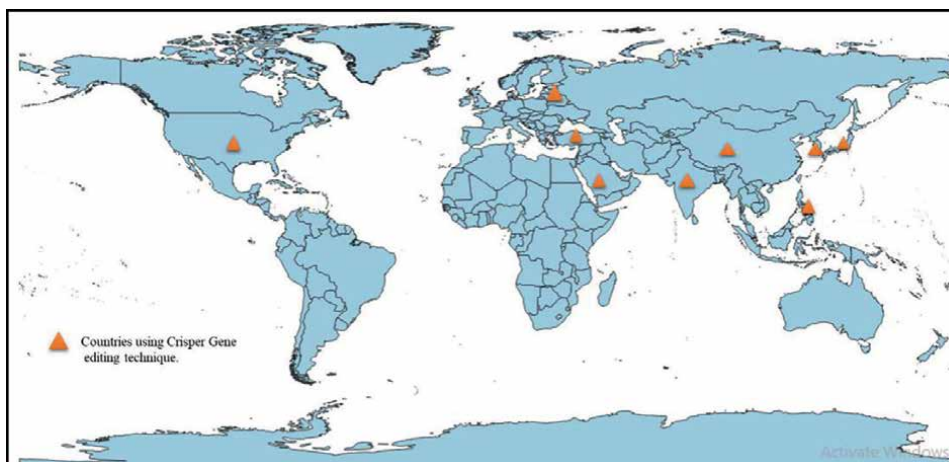 Countries using Crisper Gene
editing technique.
Activate Windows